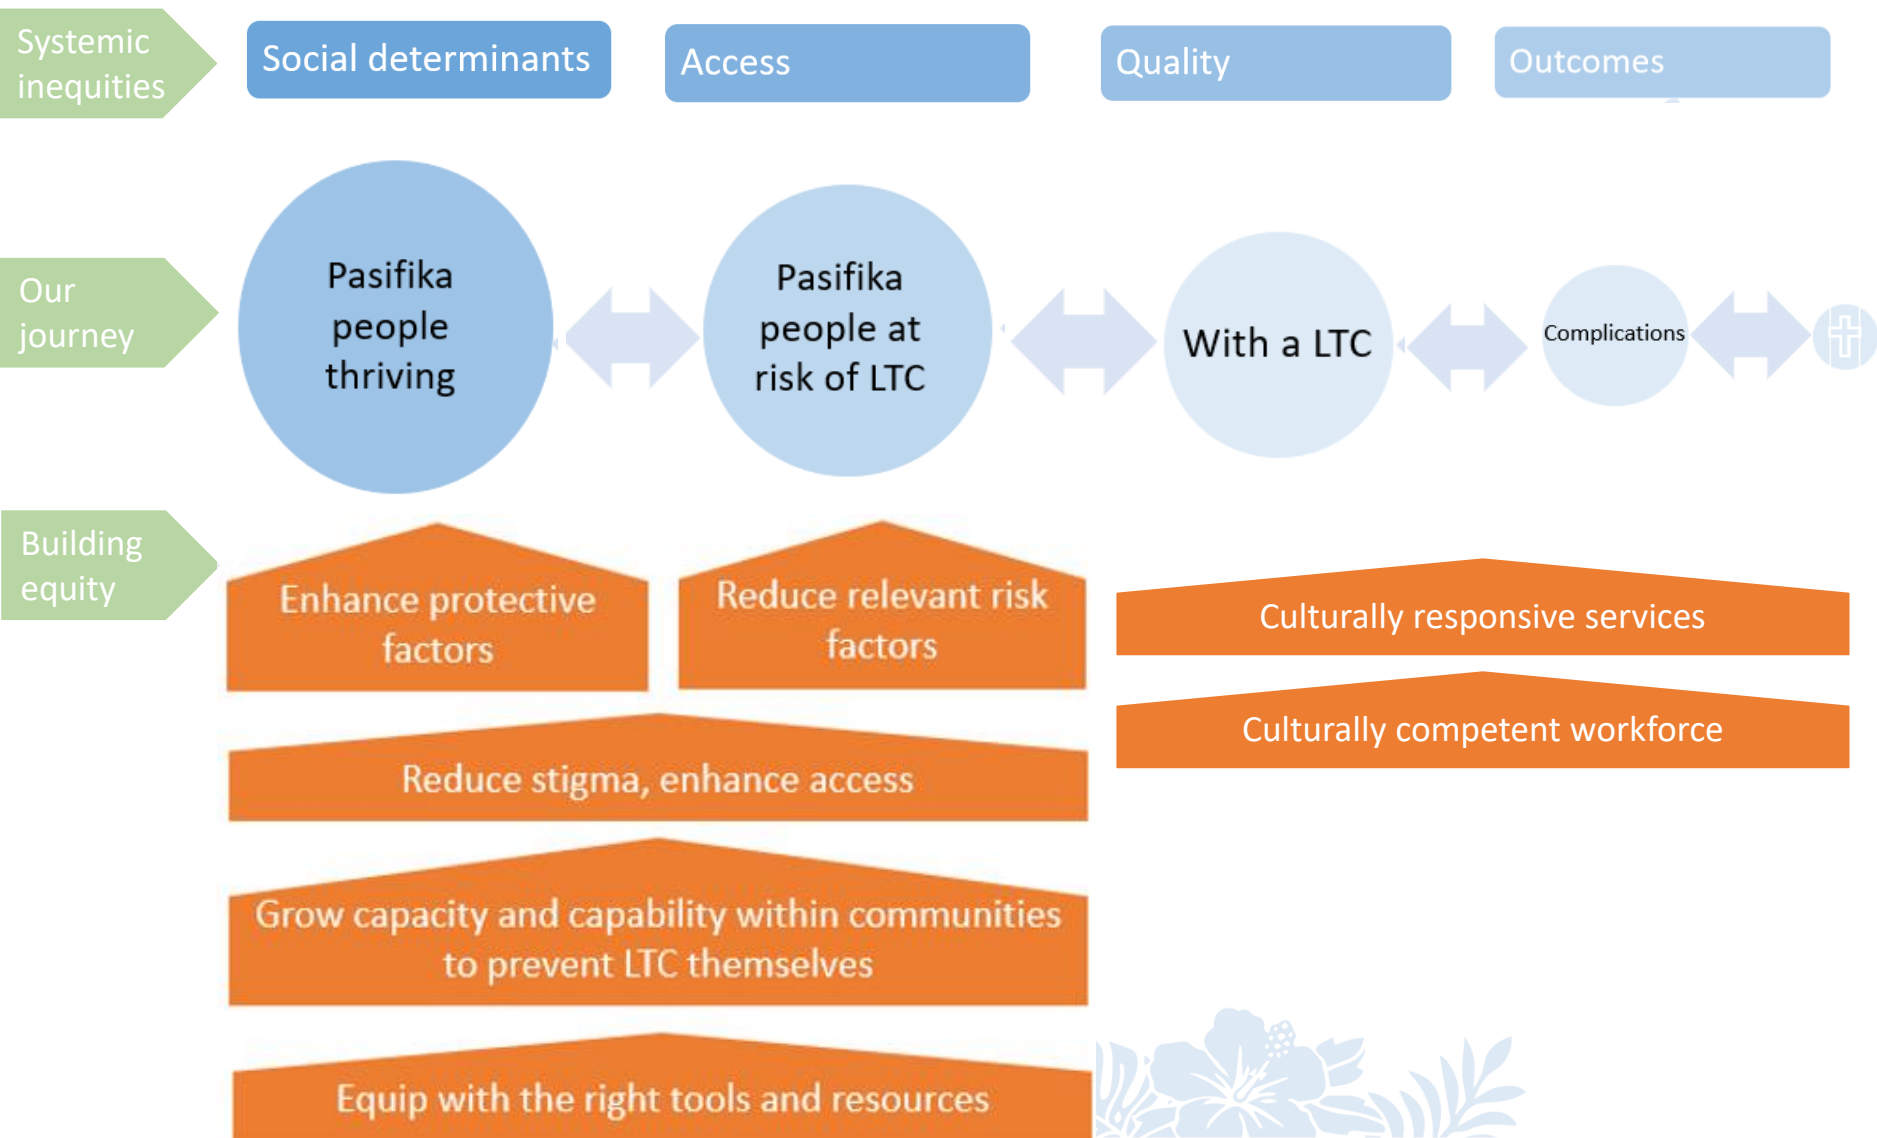 Systemic
inequities
Social determinants
Access
Quality
Outcomes
Our
journey
Pasifika
people
thriving
Pasifika
people at
risk of LTC
With a LTC
Complications
Building
equity
Enhance protective
factors
Reduce relevant risk
factors
Culturally responsive services
Culturally competent workforce
Reduce stigma, enhance access
Grow capacity and capability within communities
to prevent LTC themselves
Equip with the right tools and resources